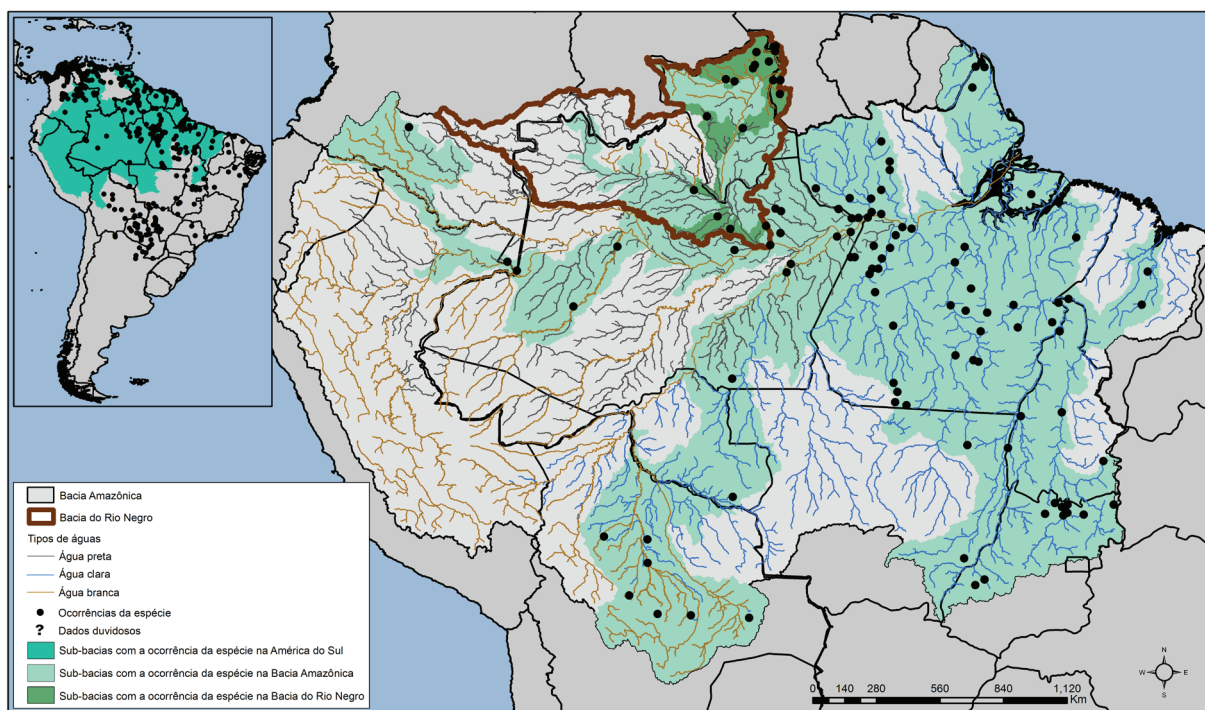 ?
Bacia Amazônica
Bacia do Rio Negro
Tipos de águas
Água preta
Água clara
Água branca
Ocorrências da espécie
? Dados duvidosos
Sub-bacias com a ocorrência da espécie na América do Sul
Sub-bacias com a ocorrência da espécie na Bacia Amazônica
Sub-bacias com a ocorrência da espécie na Bacia do Rio Negro
N
W E
S
0 140 280 560 840 1,120
Km